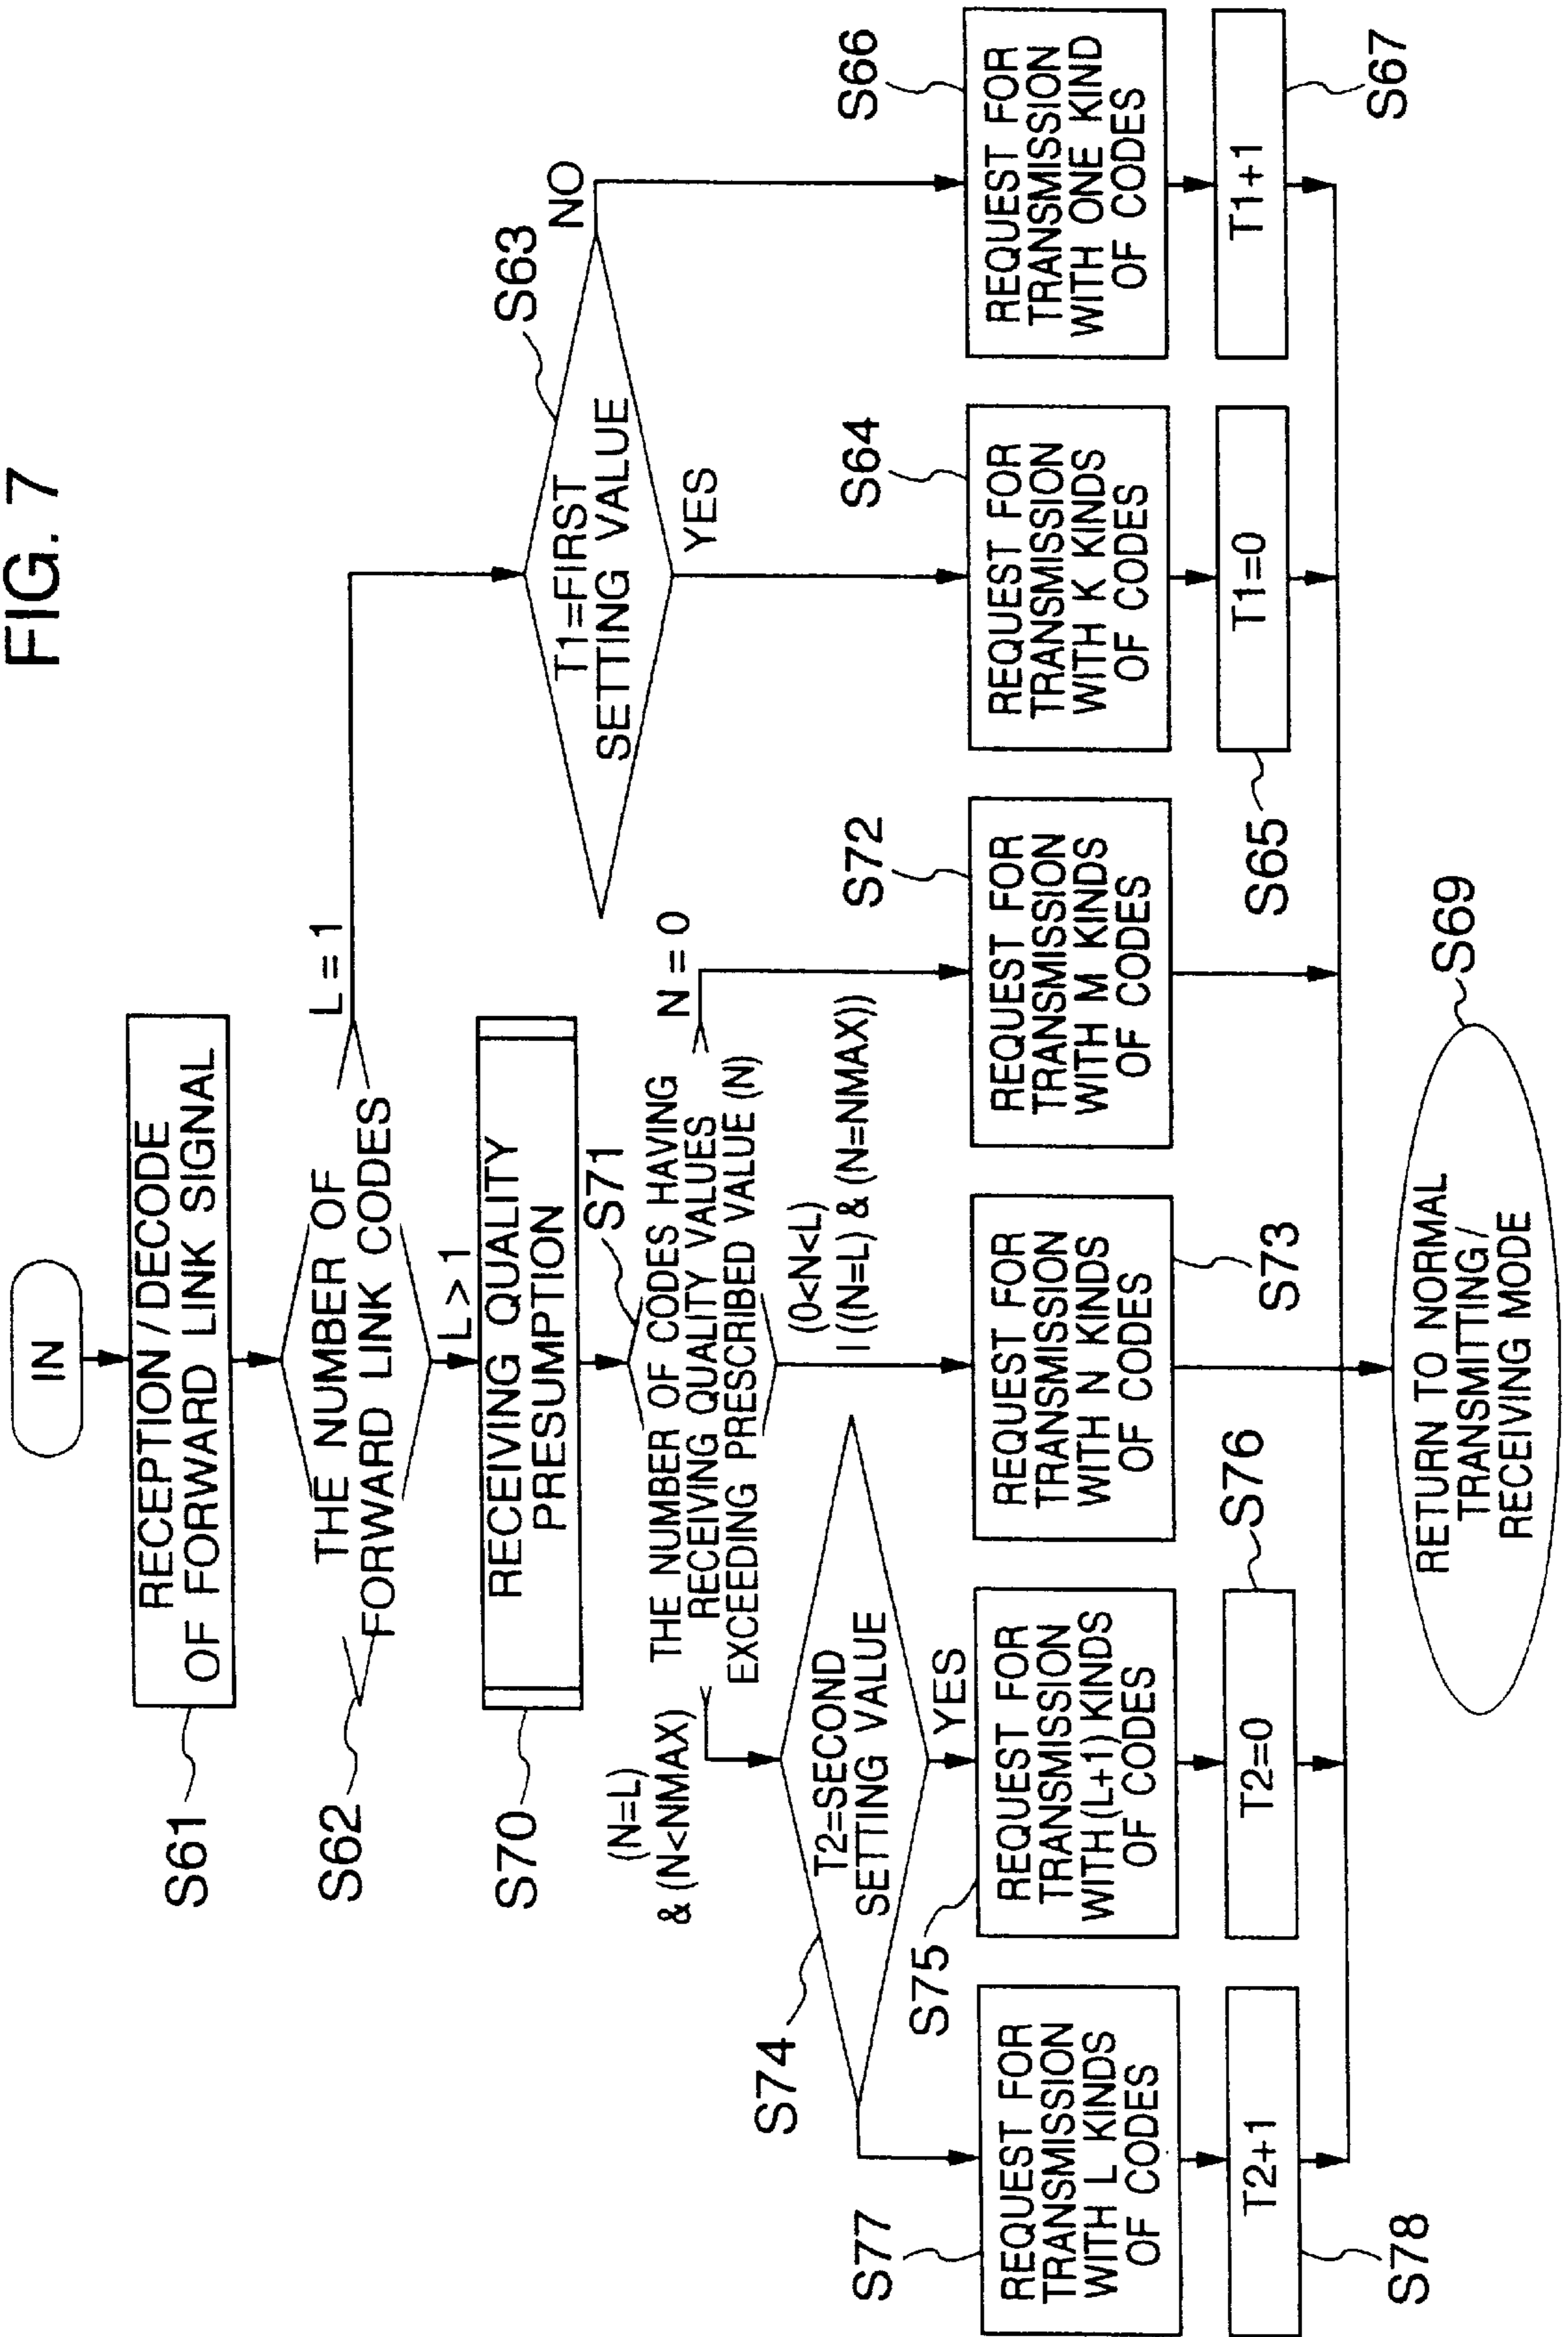 FIG. 7
IN
RECEPTION / DECODE
OF FORWARD LINK SIGNAL
S61
THE NUMBER OF
FORWARD LINK CODES
S62
L = 1
L > 1
RECEIVING QUALITY
PRESUMPTION
S70
S71
THE NUMBER OF CODES HAVING
RECEIVING QUALITY VALUES
EXCEEDING PRESCRIBED VALUE (N)
N = 0
(N=L)
& (N<NMAX)
(0<N<L)
| ((N=L) & (N=NMAX))
T1=FIRST
SETTING VALUE
S63
NO
YES
T2=SECOND
SETTING VALUE
S74
YES
S77
REQUEST FOR
TRANSMISSION
WITH L KINDS
OF CODES
S75
REQUEST FOR
TRANSMISSION
WITH (L+1) KINDS
OF CODES
REQUEST FOR
TRANSMISSION
WITH N KINDS
OF CODES
S73
S72
REQUEST FOR
TRANSMISSION
WITH M KINDS
OF CODES
S64
REQUEST FOR
TRANSMISSION
WITH K KINDS
OF CODES
S66
REQUEST FOR
TRANSMISSION
WITH ONE KIND
OF CODES
T2+1
S78
T2=0
S76
T1=0
S65
T1+1
S67
RETURN TO NORMAL
TRANSMITTING /
RECEIVING MODE
S69